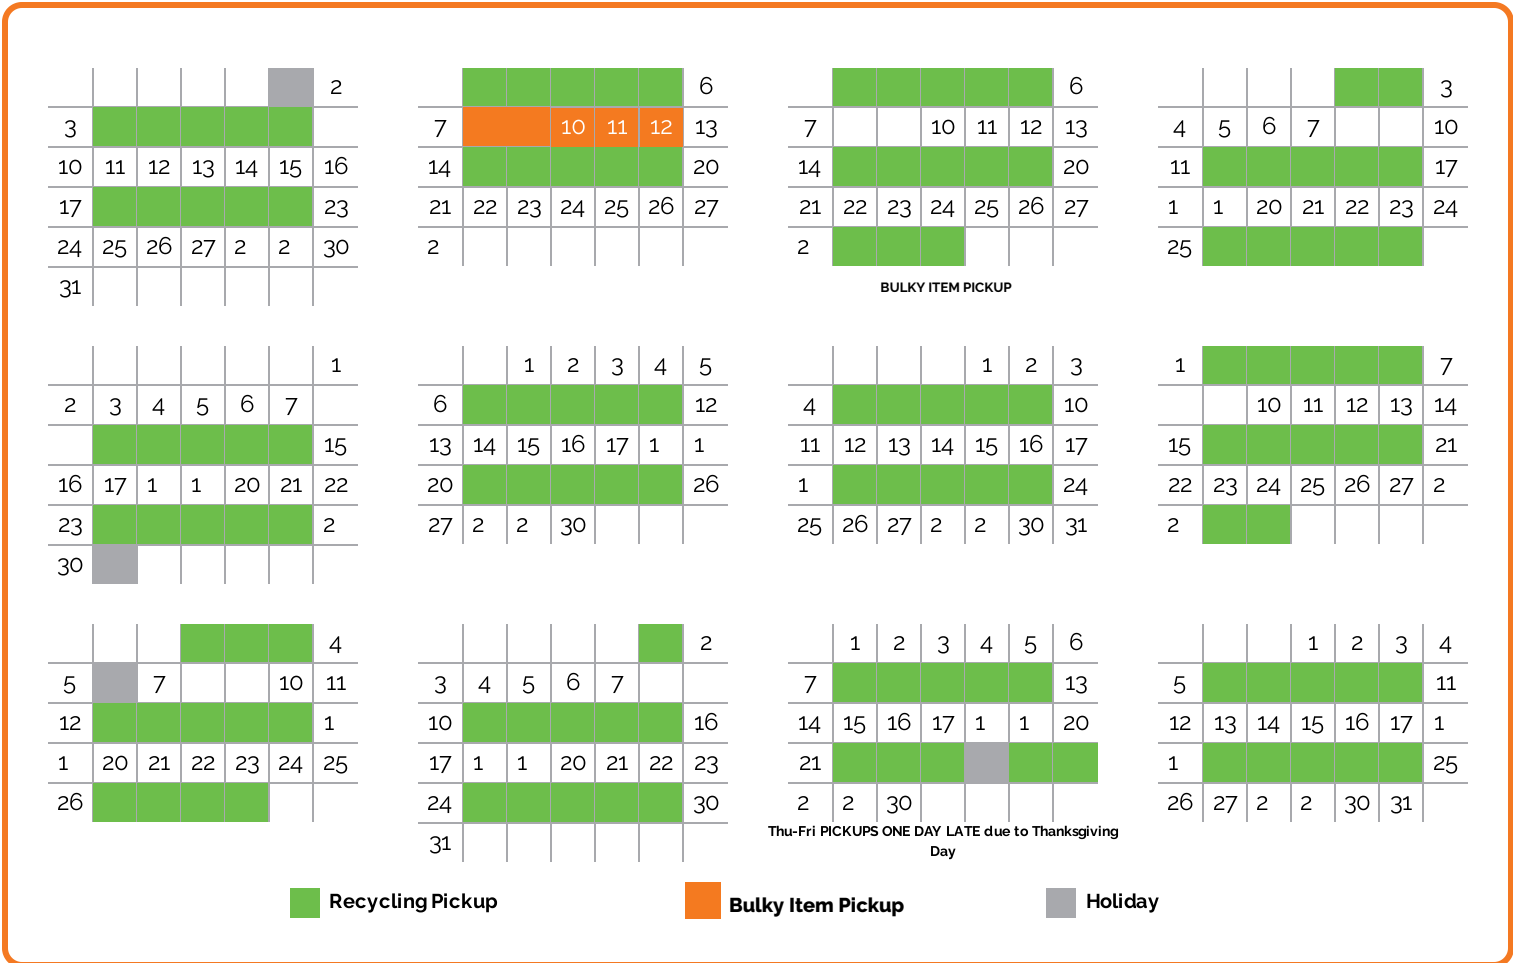 2
3
10 11 12 13 14 15 16
17 23
24 25 26 27 2 2 30
31
6
7 10 11 12 13
14 20
21 22 23 24 25 26 27
2
6
7 10 11 12 13
14 20
21 22 23 24 25 26 27
2
BULKY ITEM PICKUP
3
4 5 6 7 10
11 17
1 1 20 21 22 23 24
25
1
2 3 4 5 6 7
15
16 17 1 1 20 21 22
23 2
30
1 2 3 4 5
6 12
13 14 15 16 17 1 1
20 26
27 2 2 30
1 2 3
4 10
11 12 13 14 15 16 17
1 24
25 26 27 2 2 30 31
1 7
10 11 12 13 14
15 21
22 23 24 25 26 27 2
2
4
5 7 10 11
12 1
1 20 21 22 23 24 25
26
2
3 4 5 6 7
10 16
17 1 1 20 21 22 23
24 30
31
1 2 3 4 5 6
7 13
14 15 16 17 1 1 20
21
2 2 30
Thu-Fri PICKUPS ONE DAY LATE due to Thanksgiving
Day
1 2 3 4
5 11
12 13 14 15 16 17 1
1 25
26 27 2 2 30 31
Recycling Pickup
Bulky Item Pickup
Holiday